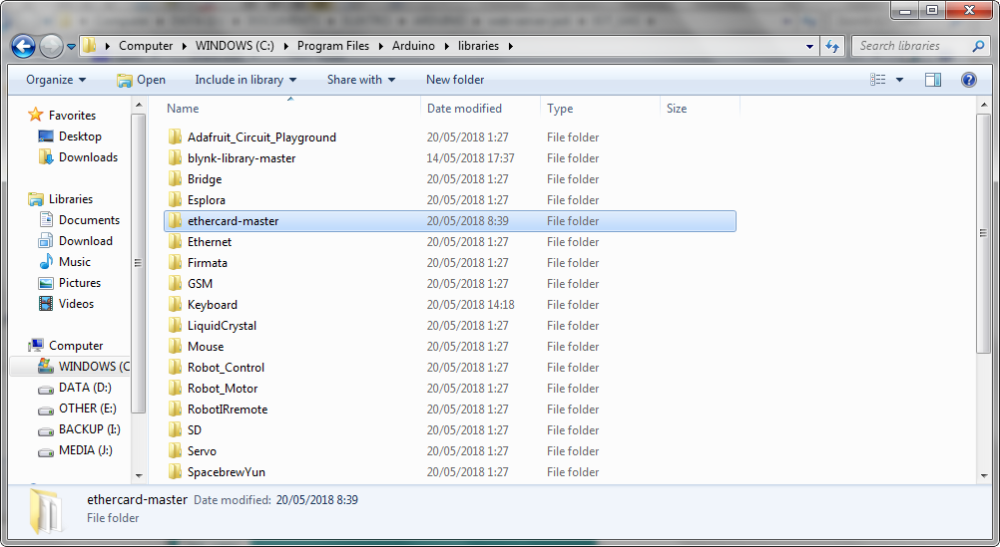 Computer WINDOWS (C:) Program Files Arduino libraries Search libraries
Organize Open Include in library Share with New folder
Name Date modified Type Size
Favorites
Desktop
Downloads
Libraries
Documents
Download
Music
Pictures
Videos
Computer
WINDOWS (C
DATA (D:)
OTHER (E:)
BACKUP (I:)
MEDIA (J:)
Adafruit_Circuit_Playground 20/05/2018 1:27 File folder
blynk-library-master 14/05/2018 17:37 File folder
Bridge 20/05/2018 1:27 File folder
Esplora 20/05/2018 1:27 File folder
ethercard-master 20/05/2018 8:39 File folder
Ethernet 20/05/2018 1:27 File folder
Firmata 20/05/2018 1:27 File folder
GSM 20/05/2018 1:27 File folder
Keyboard 20/05/2018 14:18 File folder
LiquidCrystal 20/05/2018 1:27 File folder
Mouse 20/05/2018 1:27 File folder
Robot_Control 20/05/2018 1:27 File folder
Robot_Motor 20/05/2018 1:27 File folder
RobotIRremote 20/05/2018 1:27 File folder
SD 20/05/2018 1:27 File folder
Servo 20/05/2018 1:27 File folder
SpacebrewYun 20/05/2018 1:27 File folder
ethercard-master Date modified: 20/05/2018 8:39
File folder